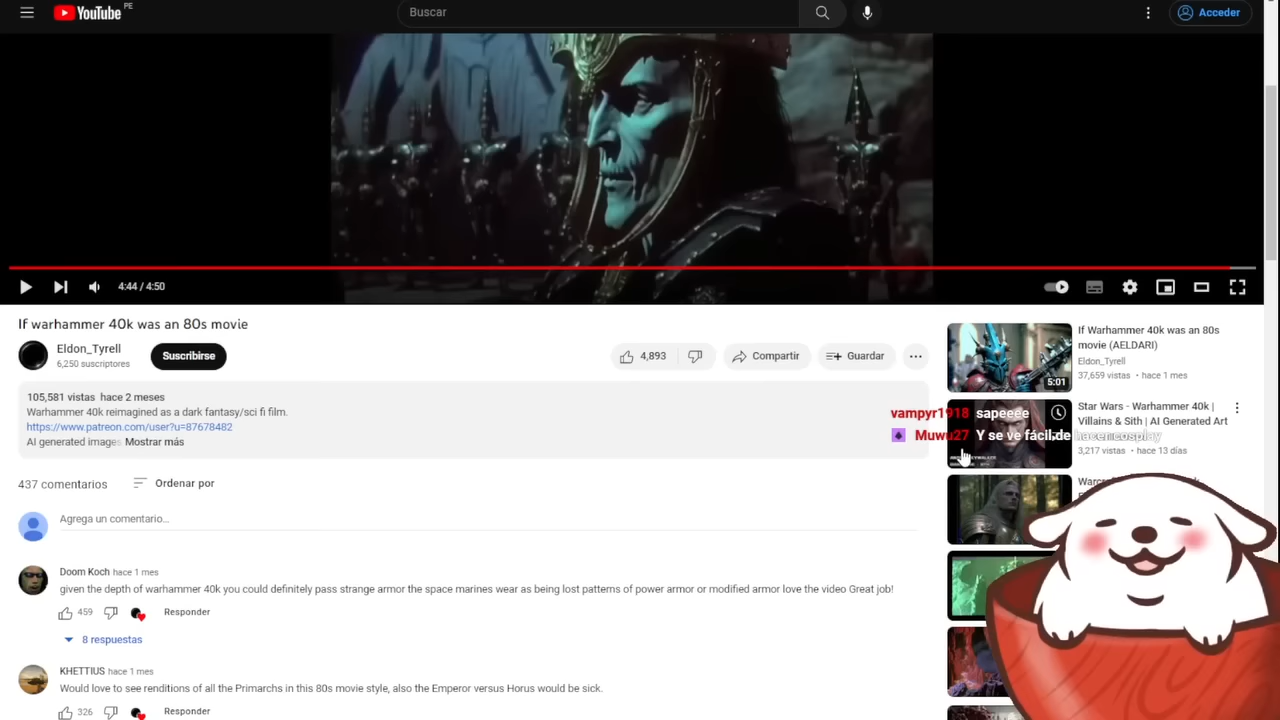 YouTube PE
Buscar
Acceder
4:44 / 4:50
If warhammer 40k was an 80s movie
Eldon_Tyrell
6,250 suscriptores
Suscribirse
4,893
Compartir
Guardar
105,581 vistas hace 2 meses
Warhammer 40k reimagined as a dark fantasy/sci fi film.
https://www.patreon.com/user?u=87678482
AI generated images Mostrar más
437 comentarios
Ordenar por
Agrega un comentario...
Doom Koch hace 1 mes
given the depth of warhammer 40k you could definitely pass strange armor the space marines wear as being lost patterns of power armor or modified armor love the video Great job!
459
Responder
8 respuestas
KHETTIUS hace 1 mes
Would love to see renditions of all the Primarchs in this 80s movie style, also the Emperor versus Horus would be sick.
326
Responder
5:01
If Warhammer 40k was an 80s
movie (AELDARI)
Eldon_Tyrell
37,659 vistas • hace 1 mes
Star Wars - Warhammer 40k |
Villains & Sith | AI Generated Art
3,217 vistas • hace 13 días
vampyr1918 sapeeee
Muwu27 Y se ve fácil de hacer cosplay